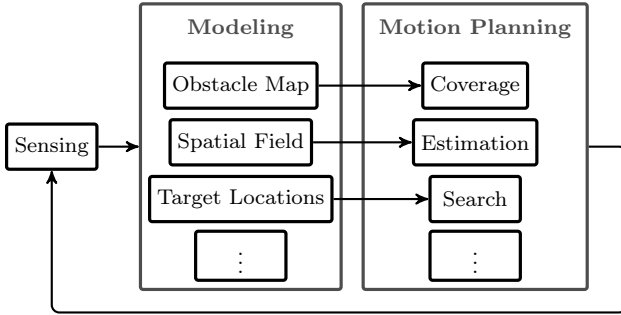 Modeling
Motion Planning
Obstacle Map
Coverage
Sensing
Spatial Field
Estimation
Target Locations
Search
⋮
⋮